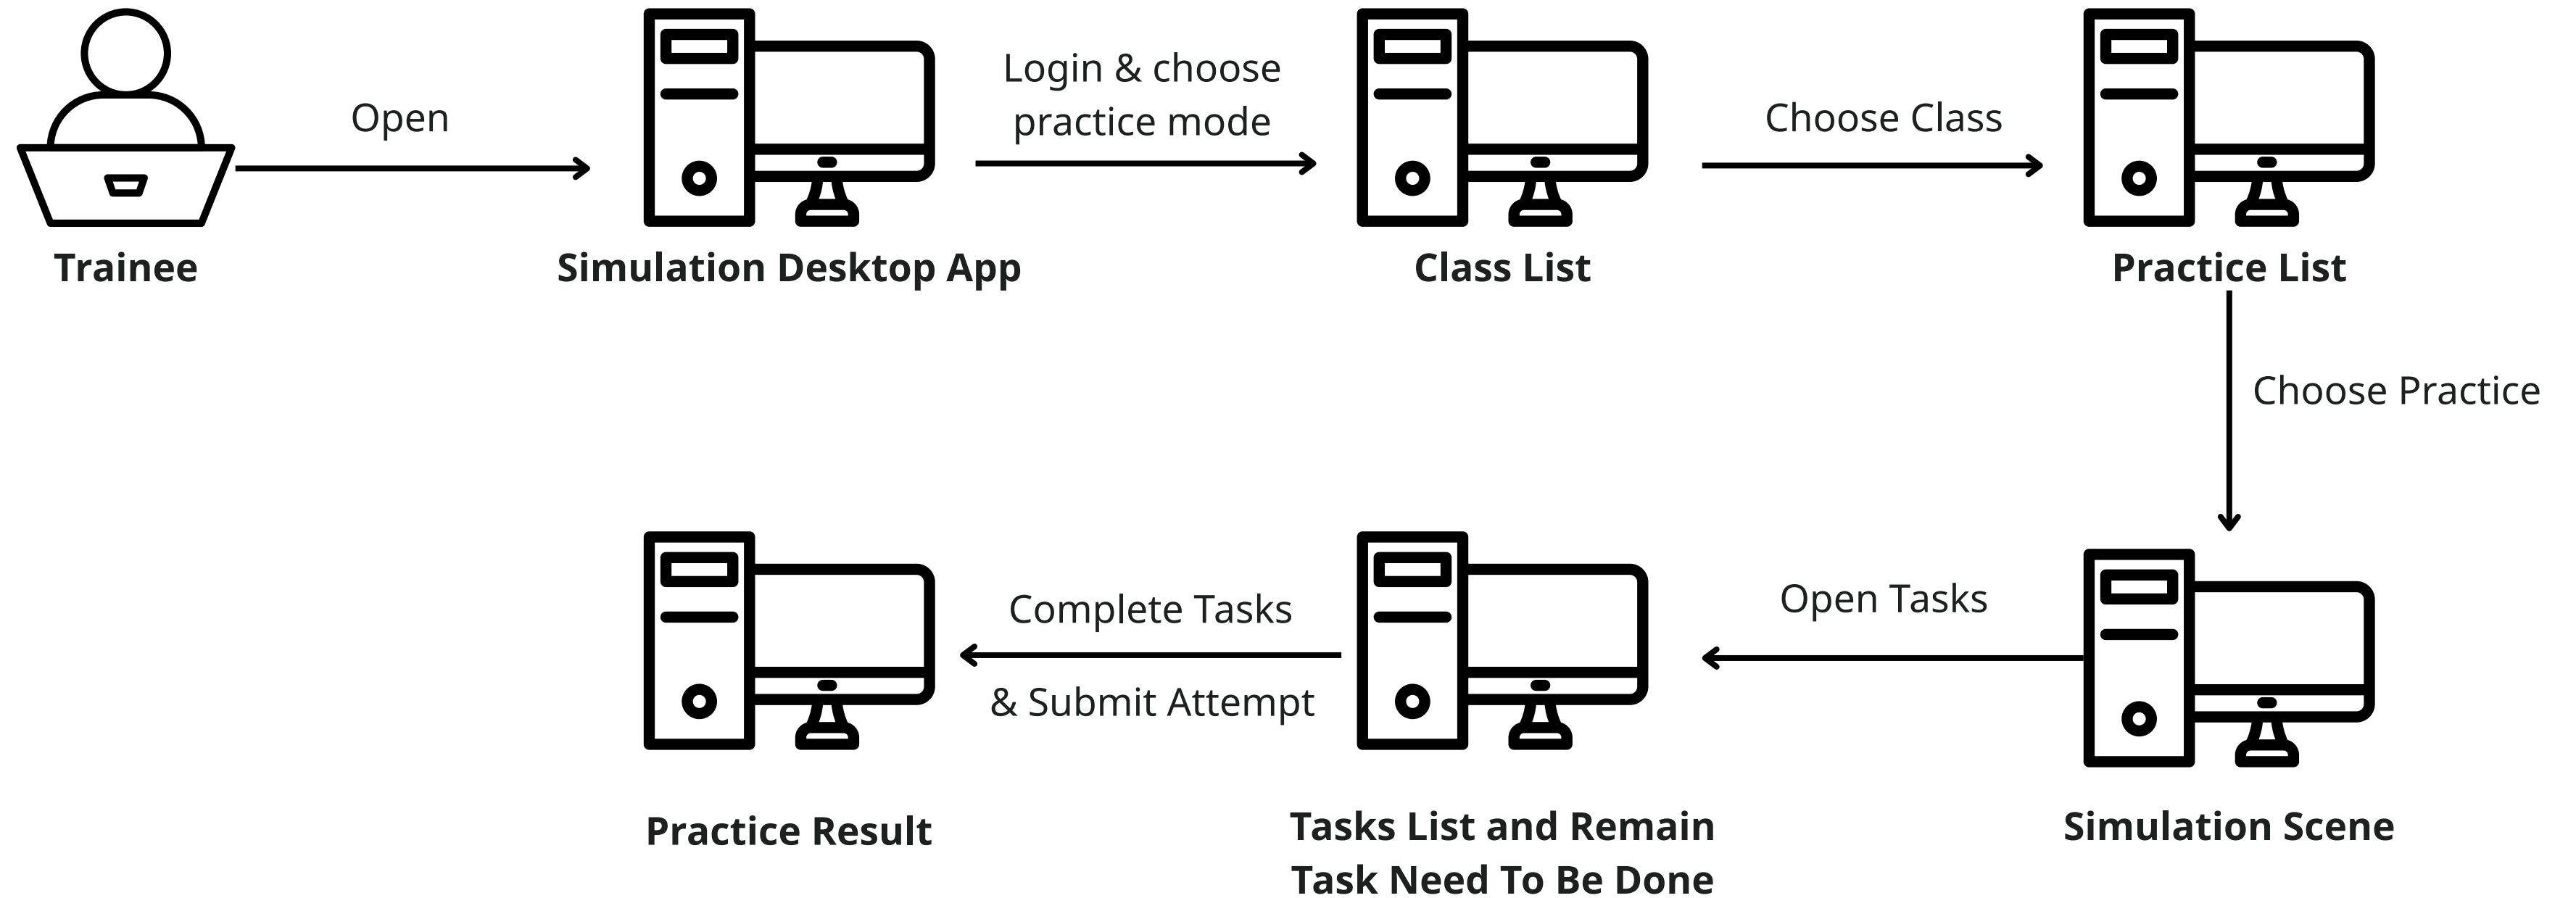 Open
Login & choose
practice mode
Choose Class
Trainee
Simulation Desktop App
Class List
Practice List
Choose Practice
Complete Tasks
& Submit Attempt
Open Tasks
Practice Result
Tasks List and Remain
Task Need To Be Done
Simulation Scene